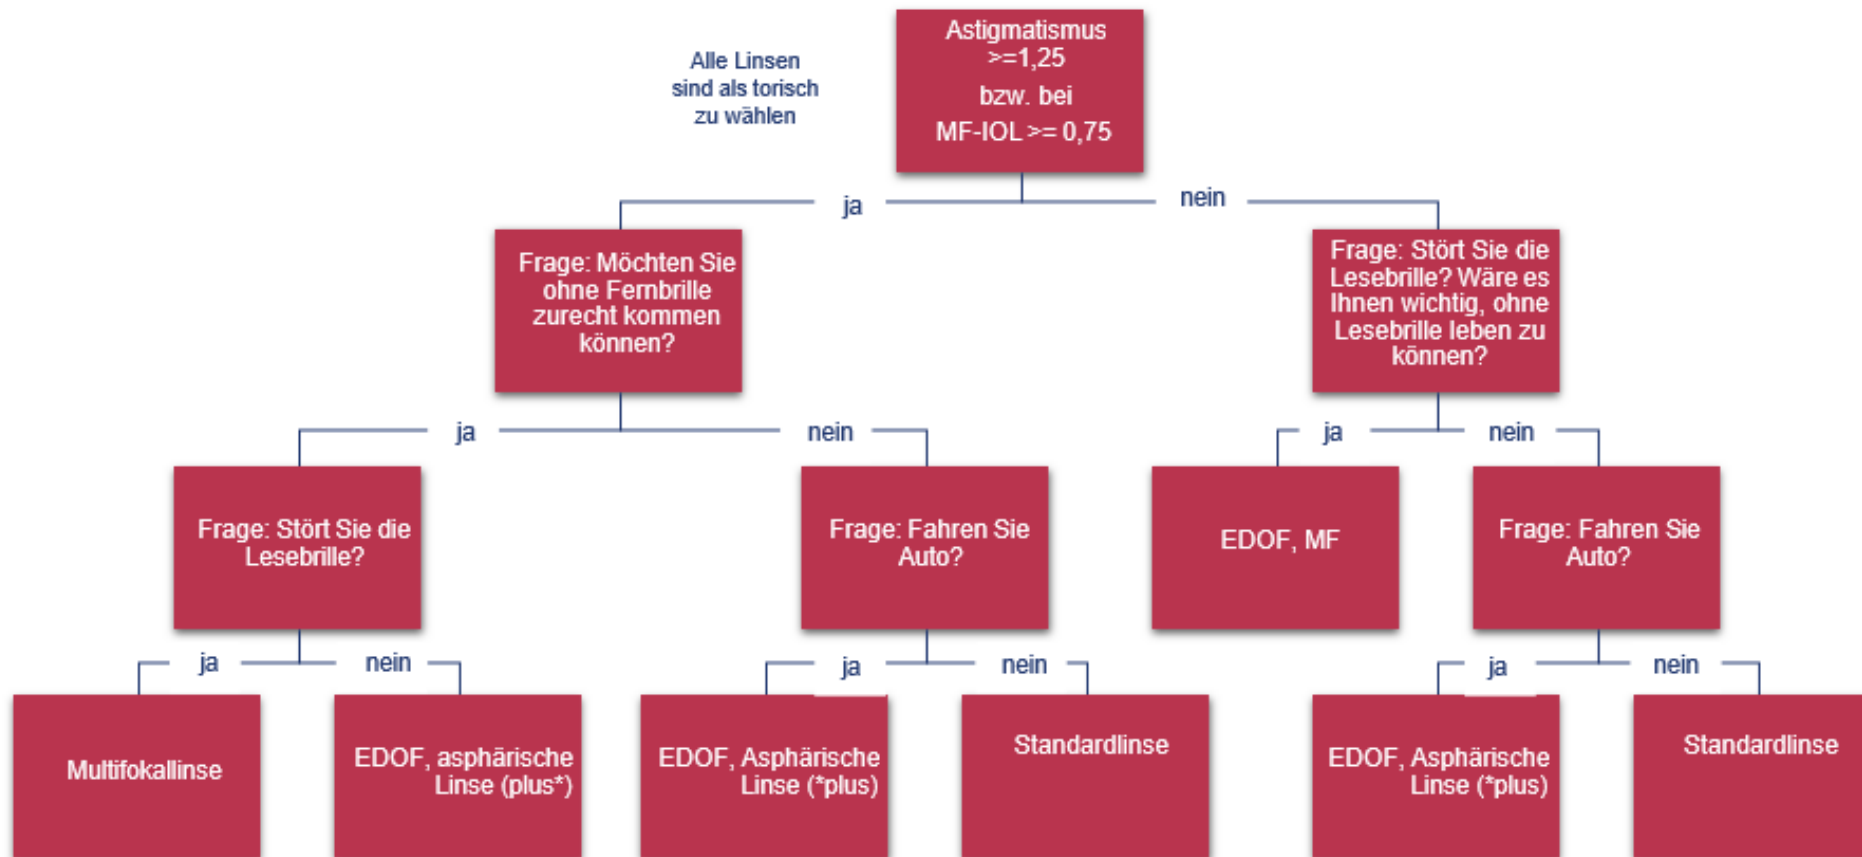 Alle Linsen
sind als torisch
zu wählen
Astigmatismus
>=1,25
bzw. bei
MF-IOL >= 0,75
ja
nein
Frage: Möchten Sie
ohne Fernbrille
zurecht kommen
können?
Frage: Stört Sie die
Lesebrille? Wäre es
Ihnen wichtig, ohne
Lesebrille leben zu
können?
ja
nein
ja
nein
Frage: Stört Sie die
Lesebrille?
Frage: Fahren Sie
Auto?
EDOF, MF
Frage: Fahren Sie
Auto?
ja
nein
ja
nein
ja
nein
Multifokallinse
EDOF, asphärische
Linse (plus*)
EDOF, Asphärische
Linse (*plus)
Standardlinse
EDOF, Asphärische
Linse (*plus)
Standardlinse